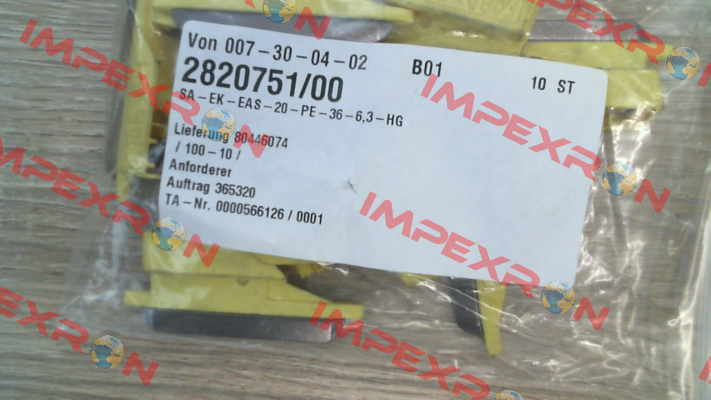 Von 007-30-04-02 B01 10 ST
2820751/00
SA-EK-EAS-20-PE-36-6,3-HG
Lieferung 80446074
/ 100-10 /
Anforderer
Auftrag 365320
TA-Nr. 0000566126 / 0001
IMPEXRON
IMPEXRON
IMPEXRON
IMPEXRON
IMPEXRON
IMPEXRON
IMPEXRON